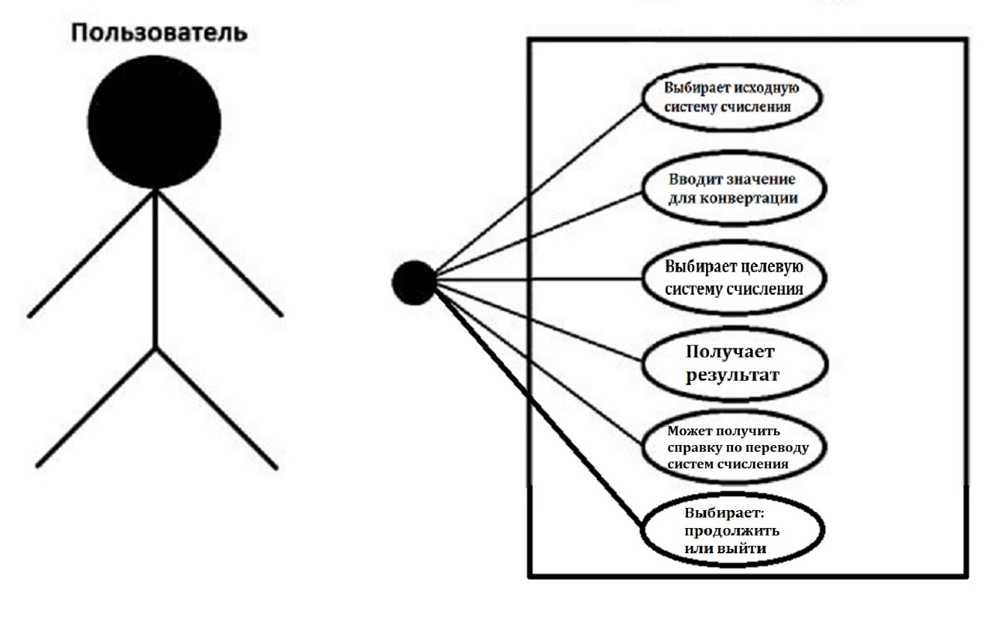 Пользователь
Выбирает исходную
систему счисления
Вводит значение
для конвертации
Выбирает целевую
систему счисления
Получает
результат
Может получить
справку по переводу
систем счисления
Выбирает:
продолжить
или выйти